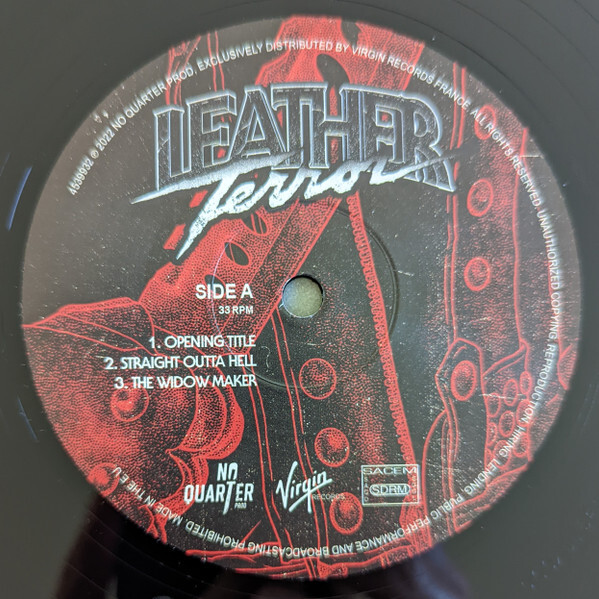 4539032 ℗ 2022 NO QUARTER PROD, EXCLUSIVELY DISTRIBUTED BY VIRGIN RECORDS FRANCE. ALL RIGHTS RESERVED. UNAUTHORIZED COPYING, REPRODUCTION, HIRING, LENDING, PUBLIC PERFORMANCE AND BROADCASTING PROHIBITED. MADE IN THE E.U
LEATHER
Terror
SIDE A
33 RPM
1. OPENING TITLE
2. STRAIGHT OUTTA HELL
3. THE WIDOW MAKER
NO
QUARTER
PROD
Virgin
RECORDS
SACEM
SDRM